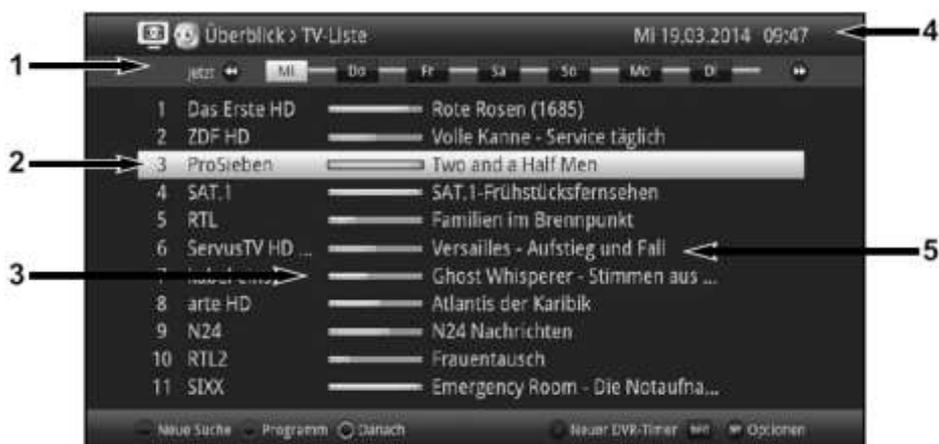 Überblick > TV-Liste Mi 19.03.2014 09:47 4
1 jetzt Mi Do Fr Sa So Mo Di
1 Das Erste HD Rote Rosen (1685)
2 ZDF HD Volle Kanne - Service täglich
2 3 ProSieben Two and a Half Men
4 SAT.1 SAT.1-Frühstücksfernsehen
5 RTL Familien im Brennpunkt
6 ServusTV HD ... Versailles - Aufstieg und Fall 5
3 7 Ghost Whisperer - Stimmen aus ...
8 arte HD Atlantis der Karibik
9 N24 N24 Nachrichten
10 RTL2 Frauentausch
11 SIXX Emergency Room - Die Notaufna...
Neue Suche Programm Danach Neuer DVR-Timer Optionen